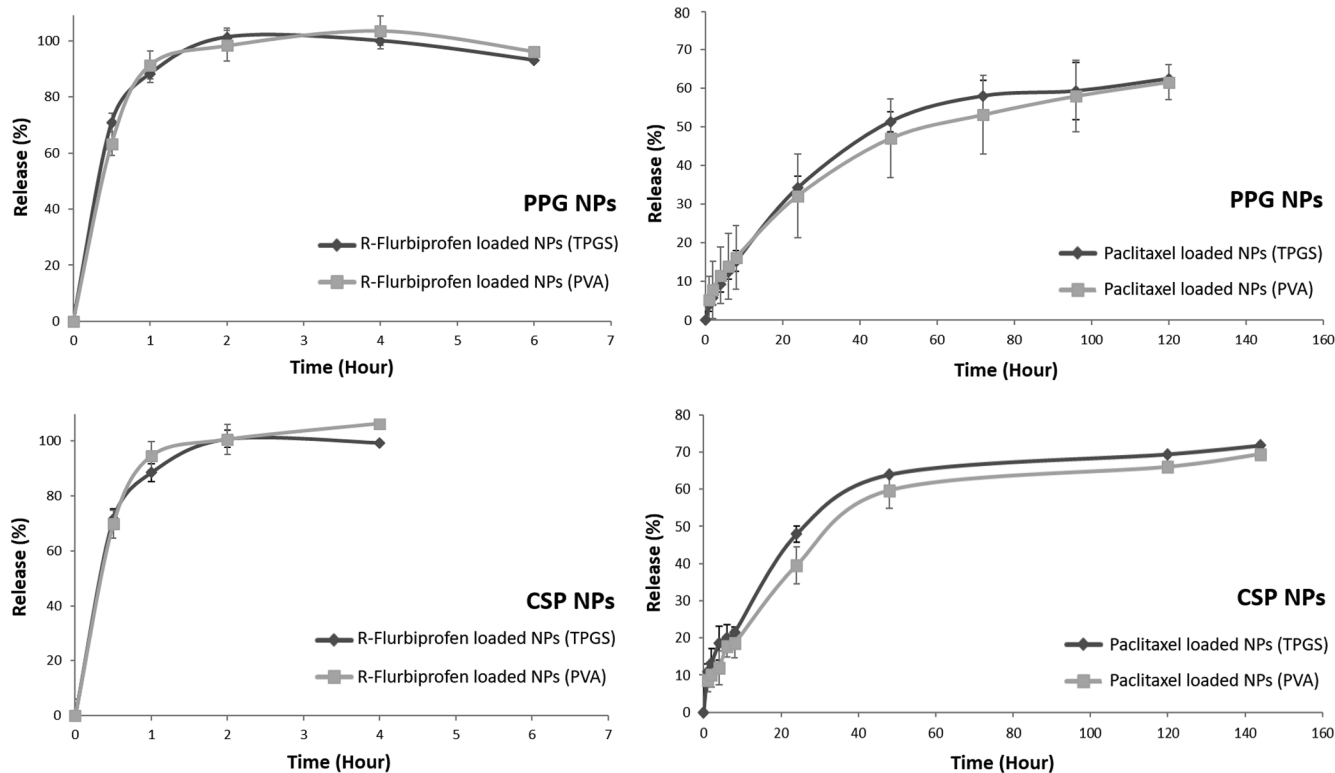 100
80
60
40
20
0
Release (%)
0 1 2 3 4 5 6 7
Time (Hour)
PPG NPs
R-Flurbiprofen loaded NPs (TPGS)
R-Flurbiprofen loaded NPs (PVA)
80
70
60
50
40
30
20
10
0
Release (%)
0 20 40 60 80 100 120 140 160
Time (Hour)
PPG NPs
Paclitaxel loaded NPs (TPGS)
Paclitaxel loaded NPs (PVA)
100
80
60
40
20
0
Release (%)
0 1 2 3 4 5 6 7
Time (Hour)
CSP NPs
R-Flurbiprofen loaded NPs (TPGS)
R-Flurbiprofen loaded NPs (PVA)
80
70
60
50
40
30
20
10
0
Release (%)
0 20 40 60 80 100 120 140 160
Time (Hour)
CSP NPs
Paclitaxel loaded NPs (TPGS)
Paclitaxel loaded NPs (PVA)